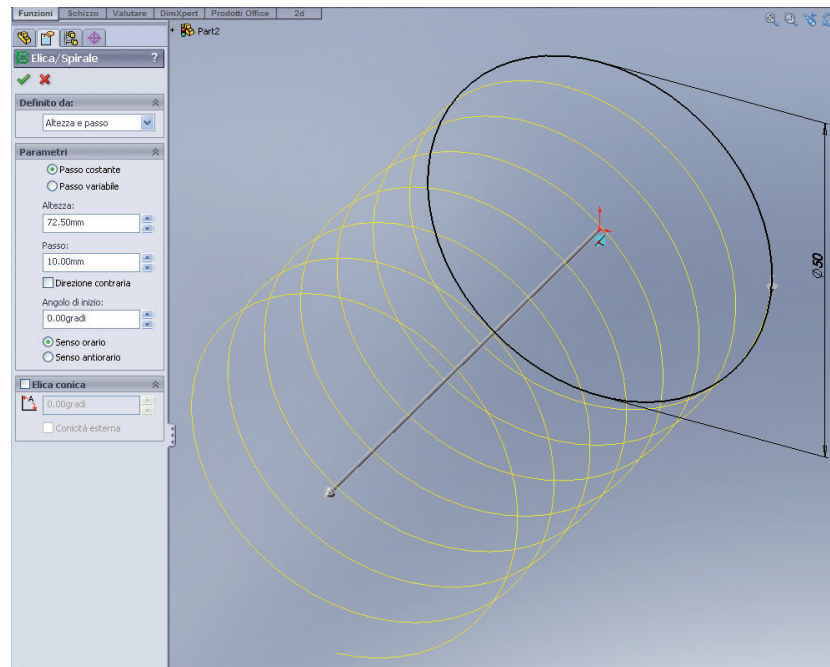 Funzioni Schizzo Valutare DimXpert Prodotti Office 2d
Part2
Elica/Spirale ?
Definito da:
Altezza e passo
Parametri
Passo costante
Passo variabile
Altezza:
72.50mm
Passo:
10.00mm
Direzione contraria
Angolo di inizio:
0.00gradi
Senso orario
Senso antiorario
Elica conica
A
0.00gradi
Conicità esterna
Ø50